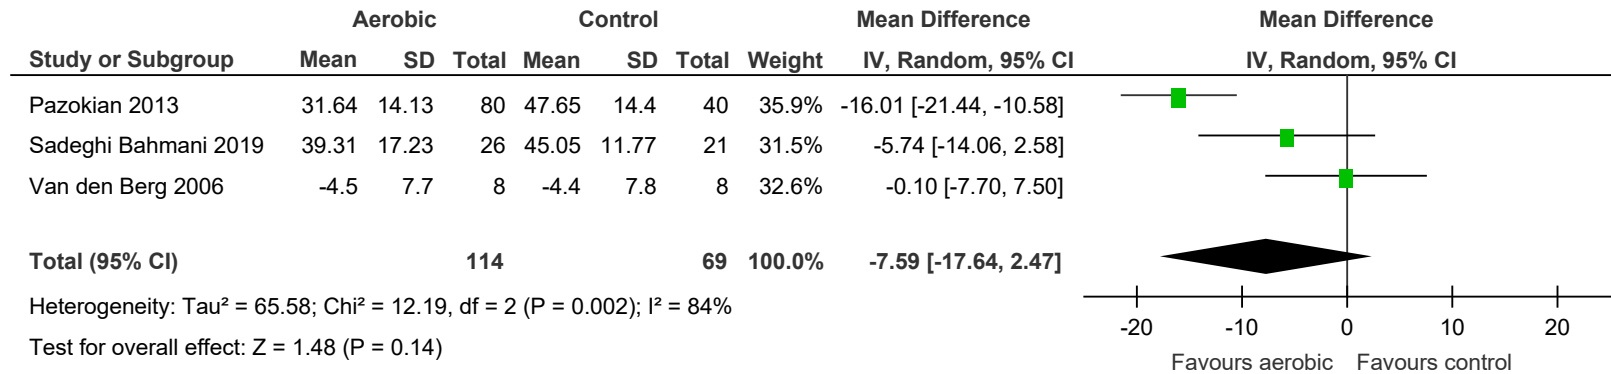 Aerobic Control Mean Difference Mean Difference
Study or Subgroup Mean SD Total Mean SD Total Weight IV, Random, 95% CI IV, Random, 95% CI
Pazokian 2013 31.64 14.13 80 47.65 14.4 40 35.9% -16.01 [-21.44, -10.58]
Sadeghi Bahmani 2019 39.31 17.23 26 45.05 11.77 21 31.5% -5.74 [-14.06, 2.58]
Van den Berg 2006 -4.5 7.7 8 -4.4 7.8 8 32.6% -0.10 [-7.70, 7.50]
Total (95% CI) 114 69 100.0% -7.59 [-17.64, 2.47]
Heterogeneity: Tau² = 65.58; Chi² = 12.19, df = 2 (P = 0.002); I² = 84%
Test for overall effect: Z = 1.48 (P = 0.14)
-20 -10 0 10 20
Favours aerobic Favours control